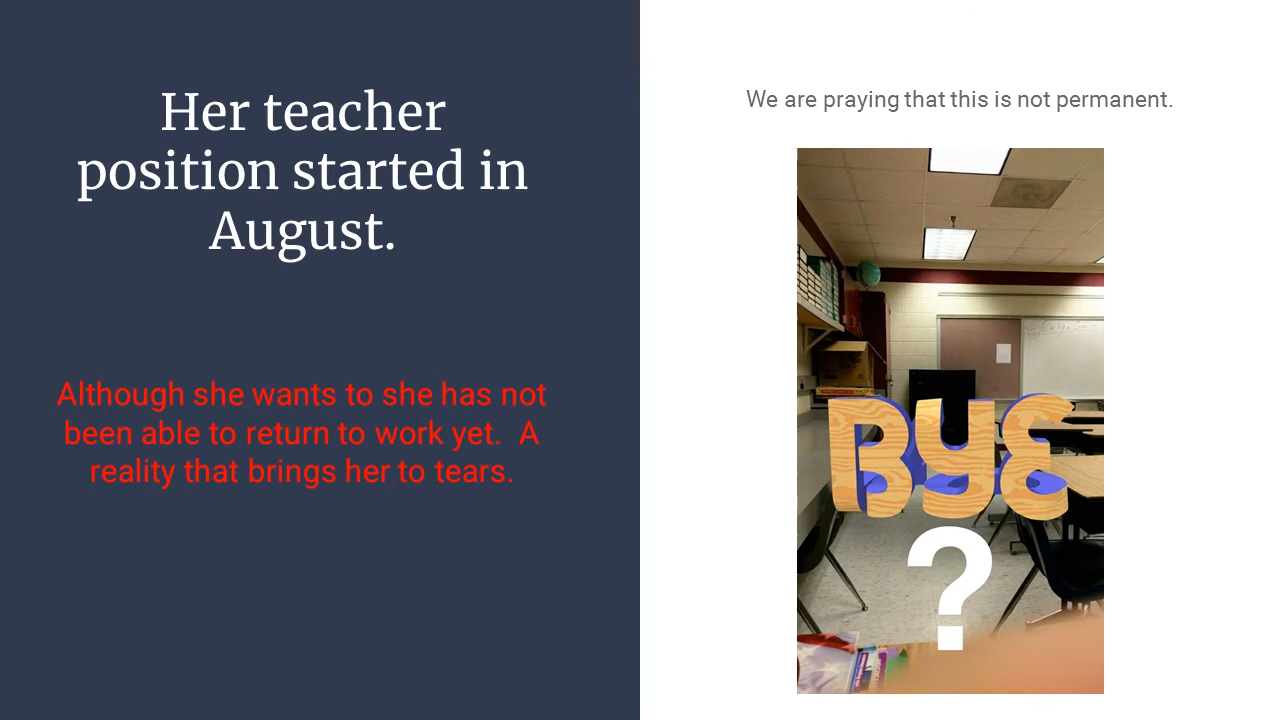 Her teacher
position started in
August.
Although she wants to she has not
been able to return to work yet.  A
reality that brings her to tears.
We are praying that this is not permanent.
BYE
?